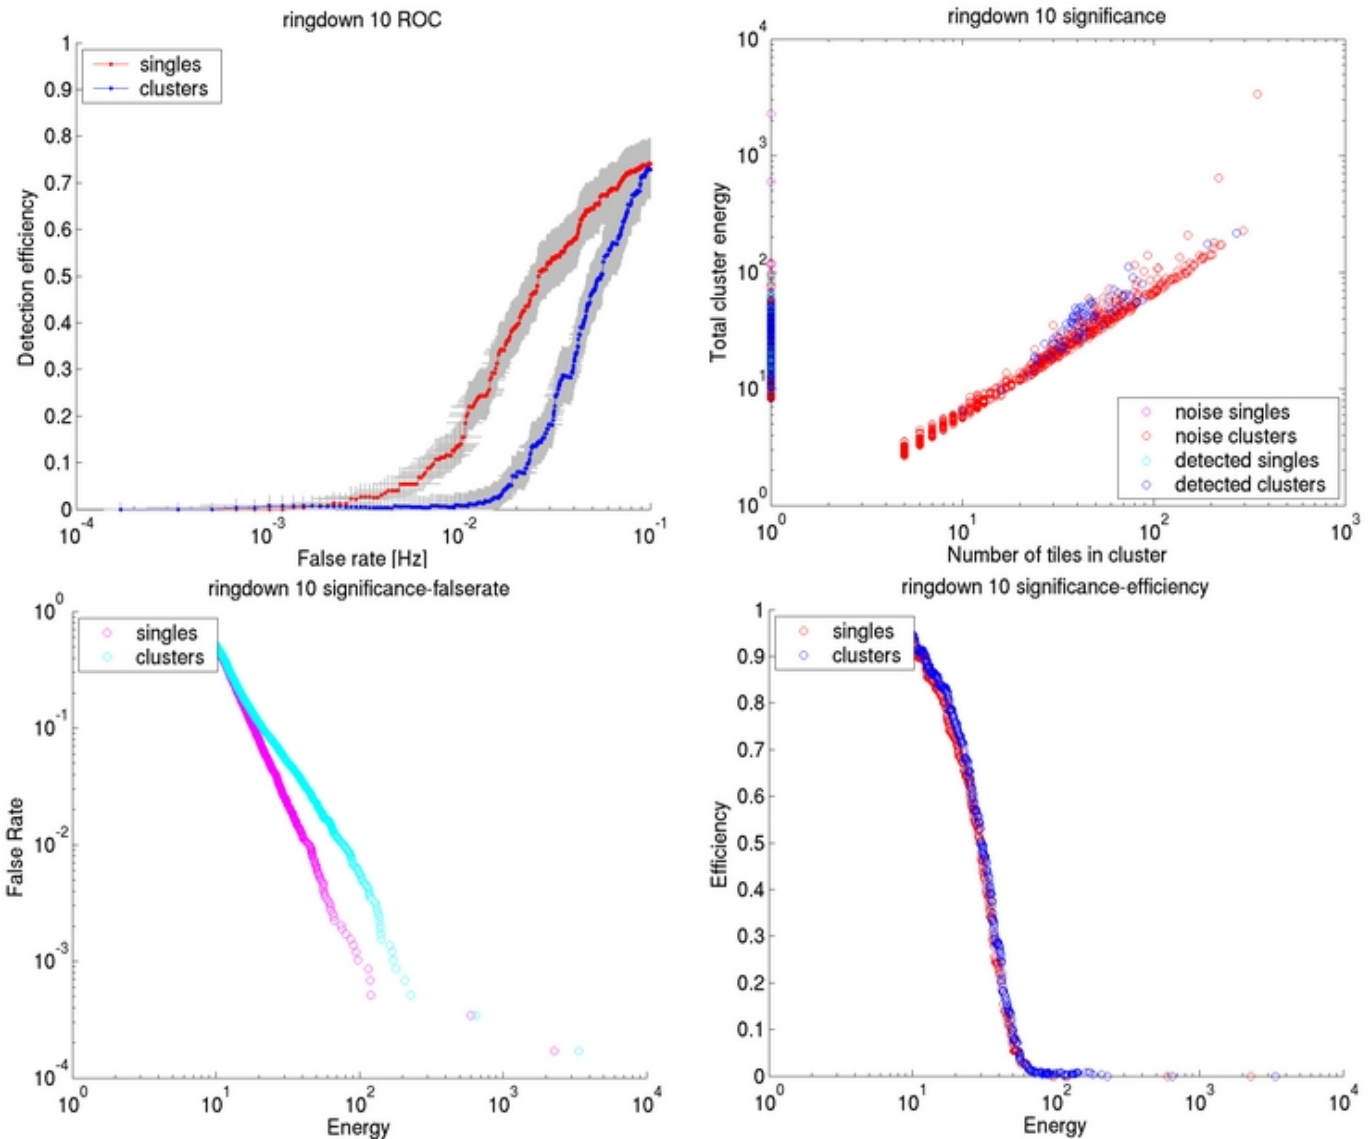 ringdown 10 ROC
1
0.9
0.8
0.7
0.6
0.5
0.4
0.3
0.2
0.1
0
singles
clusters
Detection efficiency
10^-4
10^-3
10^-2
10^-1
False rate [Hz]
ringdown 10 significance
10^4
10^3
10^2
10^1
10^0
Total cluster energy
noise singles
noise clusters
detected singles
detected clusters
10^0
10^1
10^2
10^3
Number of tiles in cluster
ringdown 10 significance-falserate
10^0
10^-1
10^-2
10^-3
10^-4
singles
clusters
False Rate
10^0
10^1
10^2
10^3
10^4
Energy
ringdown 10 significance-efficiency
1
0.9
0.8
0.7
0.6
0.5
0.4
0.3
0.2
0.1
0
singles
clusters
Efficiency
10^0
10^1
10^2
10^3
10^4
Energy